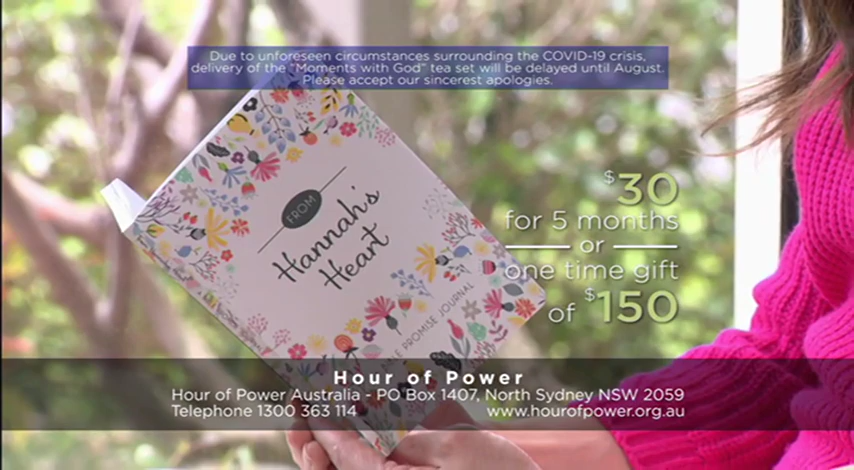 Due to unforeseen circumstances surrounding the COVID-19 crisis,
delivery of the "Moments with God" tea set will be delayed until August.
Please accept our sincerest apologies.
FROM
Hannah's
Heart
PROMISE JOURNAL
$30
for 5 months
or
one time gift
of $150
Hour of Power
Hour of Power Australia - PO Box 1407, North Sydney NSW 2059
Telephone 1300 363 114 www.hourofpower.org.au